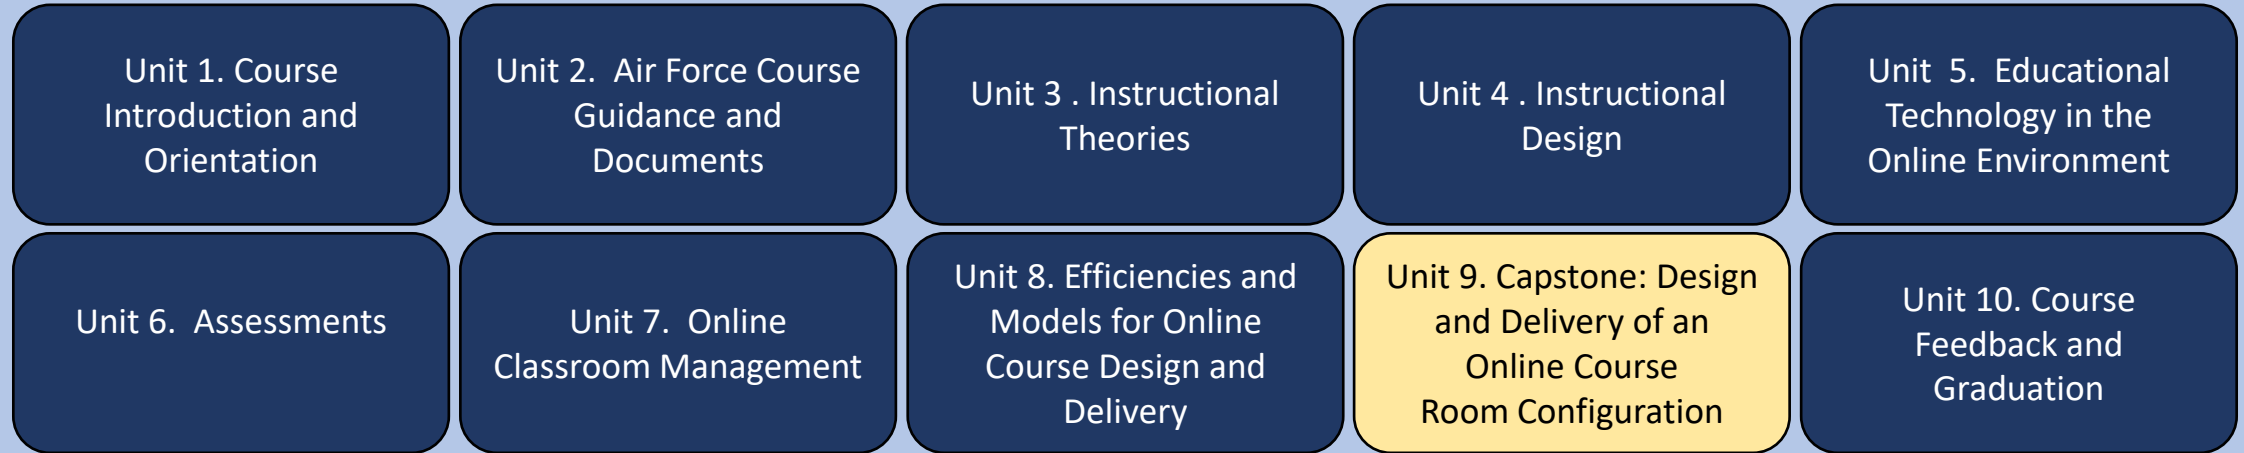 Unit 1. Course
Introduction and
Orientation
Unit 2.  Air Force Course
Guidance and
Documents
Unit 3 . Instructional
Theories
Unit 4 . Instructional
Design
Unit  5.  Educational
Technology in the
Online Environment
Unit 6.  Assessments
Unit 7.  Online
Classroom Management
Unit 8. Efficiencies and
Models for Online
Course Design and
Delivery
Unit 9. Capstone: Design
and Delivery of an
Online Course
Room Configuration
Unit 10. Course
Feedback and
Graduation